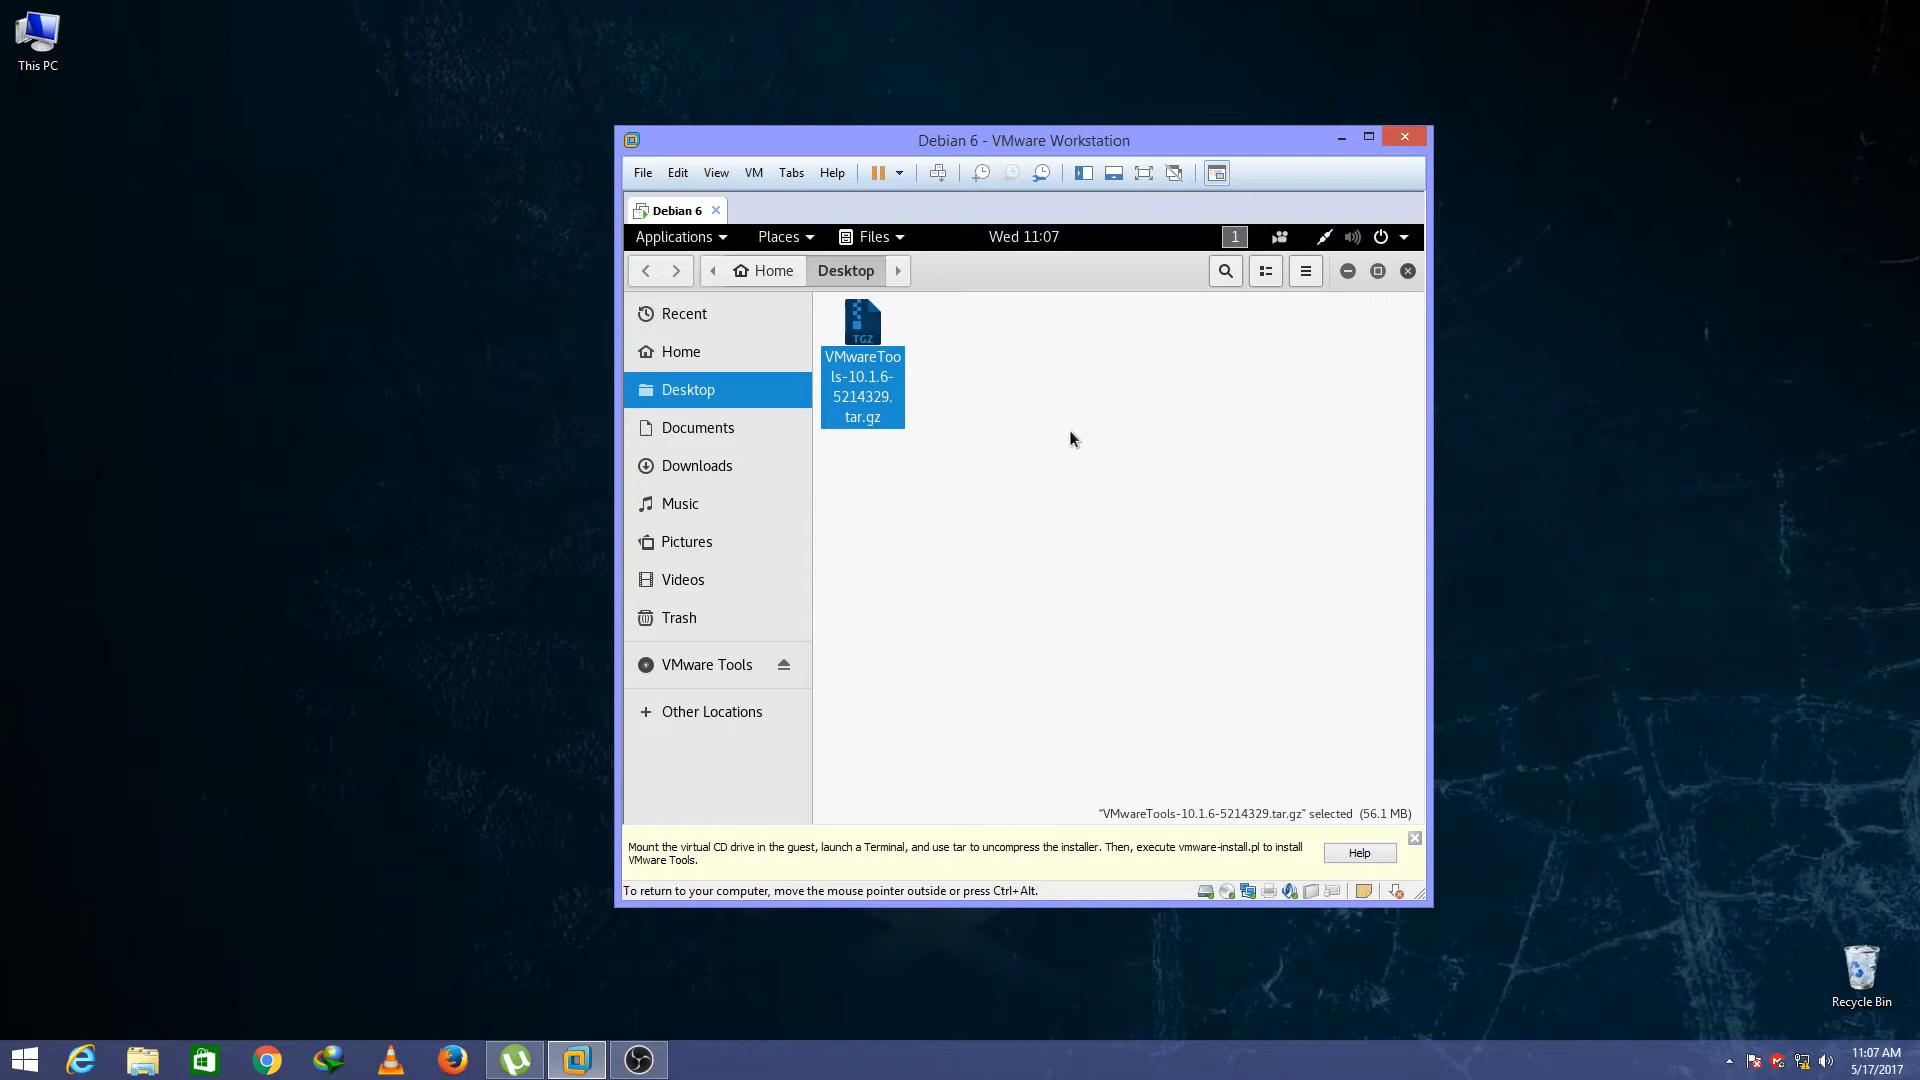 This PC
Debian 6 - VMware Workstation
File Edit View VM Tabs Help
Debian 6
Applications Places Files Wed 11:07 1
Home Desktop
Recent
Home
Desktop
Documents
Downloads
Music
Pictures
Videos
Trash
VMware Tools
Other Locations
TGZ
VMwareToo
ls-10.1.6-
5214329.
tar.gz
"VMwareTools-10.1.6-5214329.tar.gz" selected (56.1 MB)
Mount the virtual CD drive in the guest, launch a Terminal, and use tar to uncompress the installer. Then, execute vmware-install.pl to install
VMware Tools.
Help
To return to your computer, move the mouse pointer outside or press Ctrl+Alt.
Recycle Bin
11:07 AM
5/17/2017